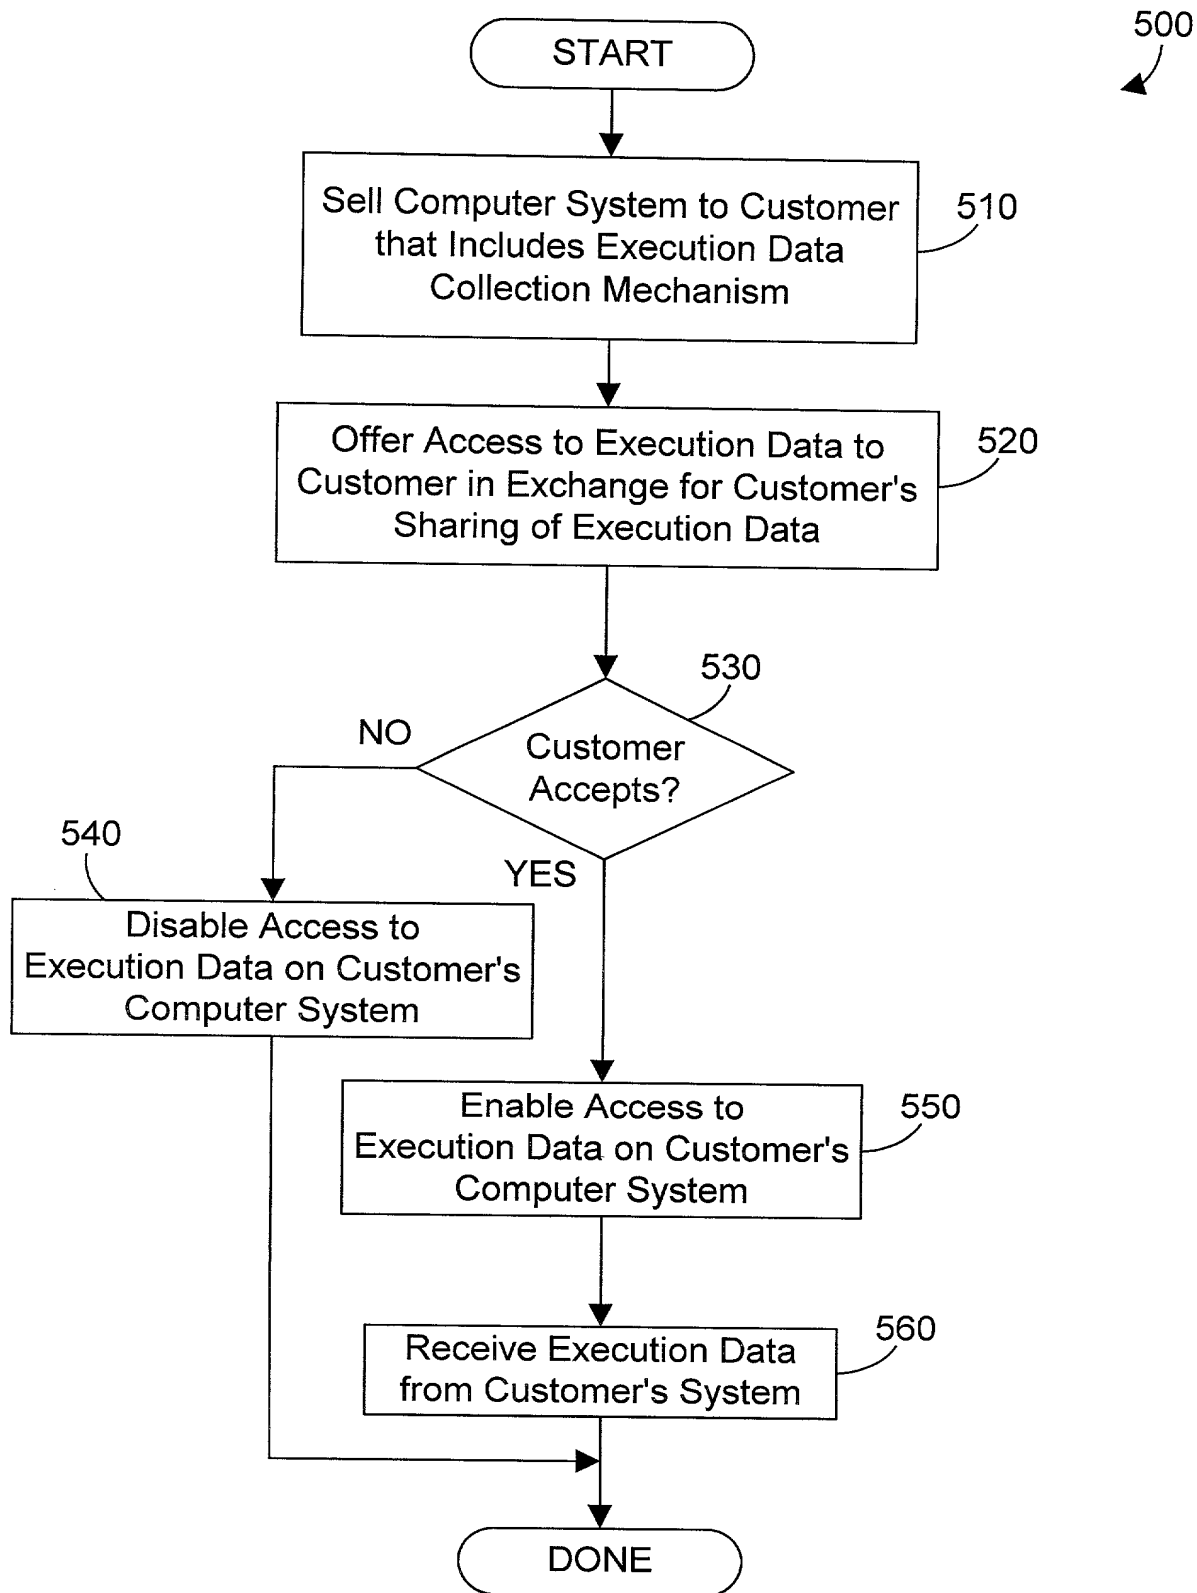 500
START
Sell Computer System to Customer
that Includes Execution Data
Collection Mechanism
510
Offer Access to Execution Data to
Customer in Exchange for Customer's
Sharing of Execution Data
520
530
Customer
Accepts?
NO
YES
540
Disable Access to
Execution Data on Customer's
Computer System
Enable Access to
Execution Data on Customer's
Computer System
550
Receive Execution Data
from Customer's System
560
DONE